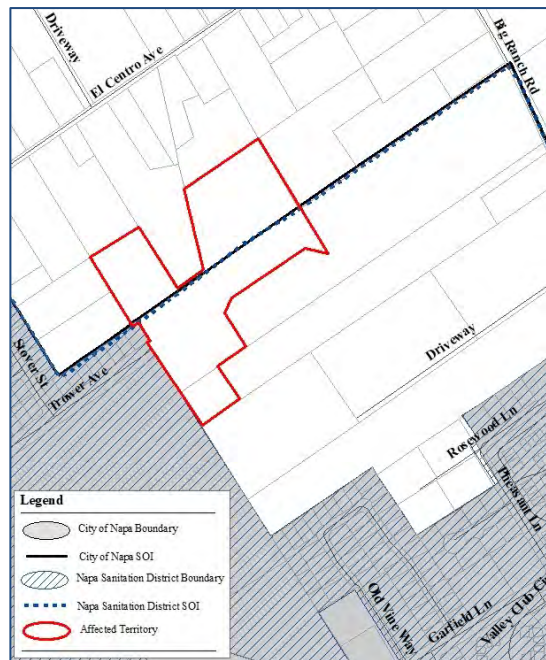 Driveway
El Centro Ave
Big Ranch Rd
Stover St
Trower Ave
Driveway
Rosewood Ln
Pheasant Ln
Old Vine Way
Garfield Ln
Valley Club Ci
Legend
City of Napa Boundary
City of Napa SOI
Napa Sanitation District Boundary
Napa Sanitation District SOI
Affected Territory